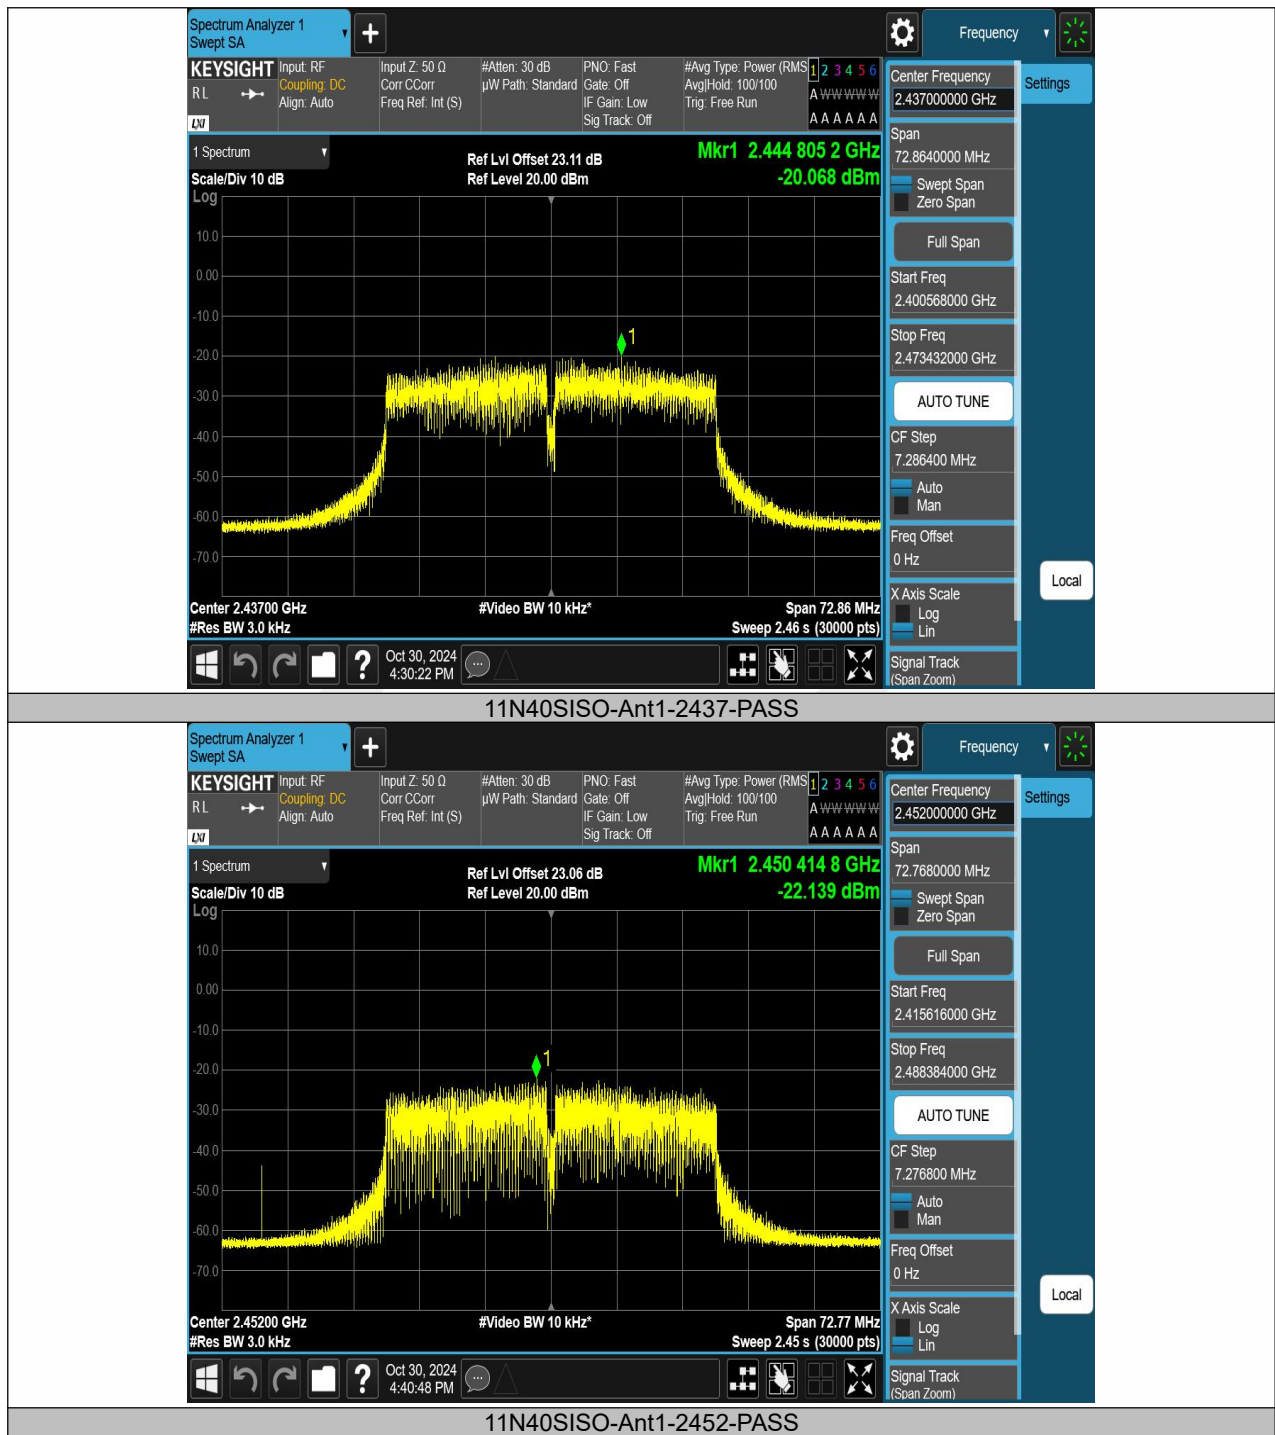 Spectrum Analyzer 1
Swept SA
+
Frequency
KEYSIGHT
RL
LXI
Input: RF
Coupling: DC
Align: Auto
Input Z: 50 Ω
Corr CCorr
Freq Ref: Int (S)
#Atten: 30 dB
µW Path: Standard
PNO: Fast
Gate: Off
IF Gain: Low
Sig Track: Off
#Avg Type: Power (RMS
Avg|Hold: 100/100
Trig: Free Run
1 2 3 4 5 6
A W W W W W
A A A A A A
1 Spectrum
Scale/Div 10 dB
Log
Ref Lvl Offset 23.11 dB
Ref Level 20.00 dBm
Mkr1 2.444 805 2 GHz
-20.068 dBm
10.0
0.00
-10.0
-20.0
-30.0
-40.0
-50.0
-60.0
-70.0
1
Center 2.43700 GHz
#Res BW 3.0 kHz
#Video BW 10 kHz*
Span 72.86 MHz
Sweep 2.46 s (30000 pts)
Oct 30, 2024
4:30:22 PM
Center Frequency
2.437000000 GHz
Span
72.8640000 MHz
Swept Span
Zero Span
Full Span
Start Freq
2.400568000 GHz
Stop Freq
2.473432000 GHz
AUTO TUNE
CF Step
7.286400 MHz
Auto
Man
Freq Offset
0 Hz
X Axis Scale
Log
Lin
Signal Track
(Span Zoom)
Settings
Local
11N40SISO-Ant1-2437-PASS
Spectrum Analyzer 1
Swept SA
+
Frequency
KEYSIGHT
RL
LXI
Input: RF
Coupling: DC
Align: Auto
Input Z: 50 Ω
Corr CCorr
Freq Ref: Int (S)
#Atten: 30 dB
µW Path: Standard
PNO: Fast
Gate: Off
IF Gain: Low
Sig Track: Off
#Avg Type: Power (RMS
Avg|Hold: 100/100
Trig: Free Run
1 2 3 4 5 6
A W W W W W
A A A A A A
1 Spectrum
Scale/Div 10 dB
Log
Ref Lvl Offset 23.06 dB
Ref Level 20.00 dBm
Mkr1 2.450 414 8 GHz
-22.139 dBm
10.0
0.00
-10.0
-20.0
-30.0
-40.0
-50.0
-60.0
-70.0
1
Center 2.45200 GHz
#Res BW 3.0 kHz
#Video BW 10 kHz*
Span 72.77 MHz
Sweep 2.45 s (30000 pts)
Oct 30, 2024
4:40:48 PM
Center Frequency
2.452000000 GHz
Span
72.7680000 MHz
Swept Span
Zero Span
Full Span
Start Freq
2.415616000 GHz
Stop Freq
2.488384000 GHz
AUTO TUNE
CF Step
7.276800 MHz
Auto
Man
Freq Offset
0 Hz
X Axis Scale
Log
Lin
Signal Track
(Span Zoom)
Settings
Local
11N40SISO-Ant1-2452-PASS